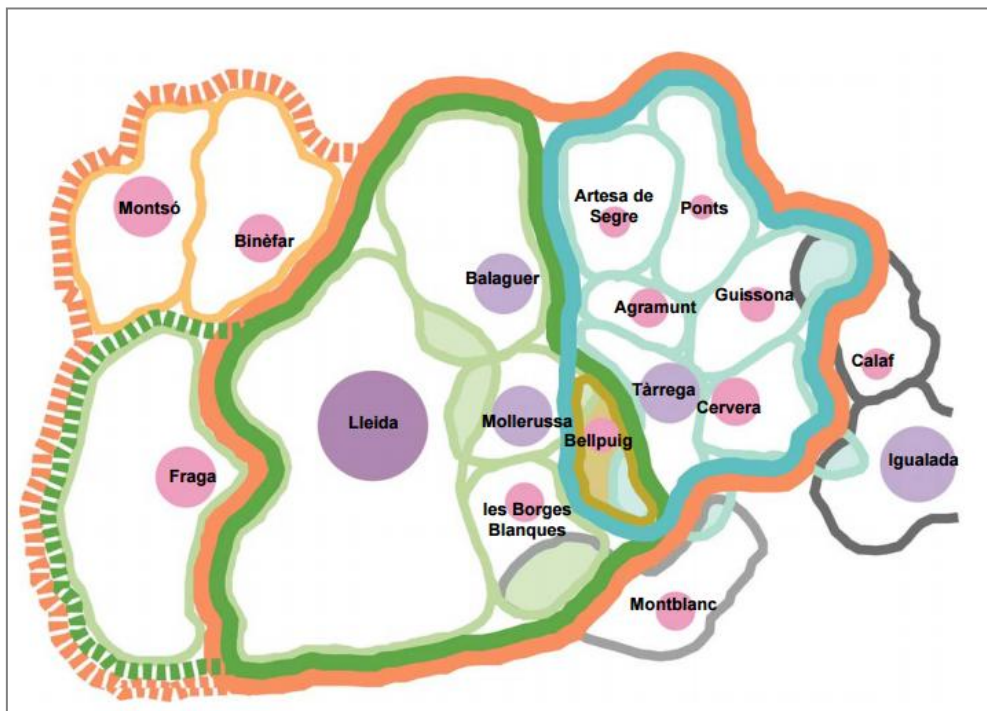 Artesa de
Segre
Ponts
Montsó
Binèfar
Balaguer
Agramunt
Guissona
Calaf
Tàrrega
Cervera
Lleida
Mollerussa
Bellpuig
Igualada
Fraga
les Borges
Blanques
Montblanc